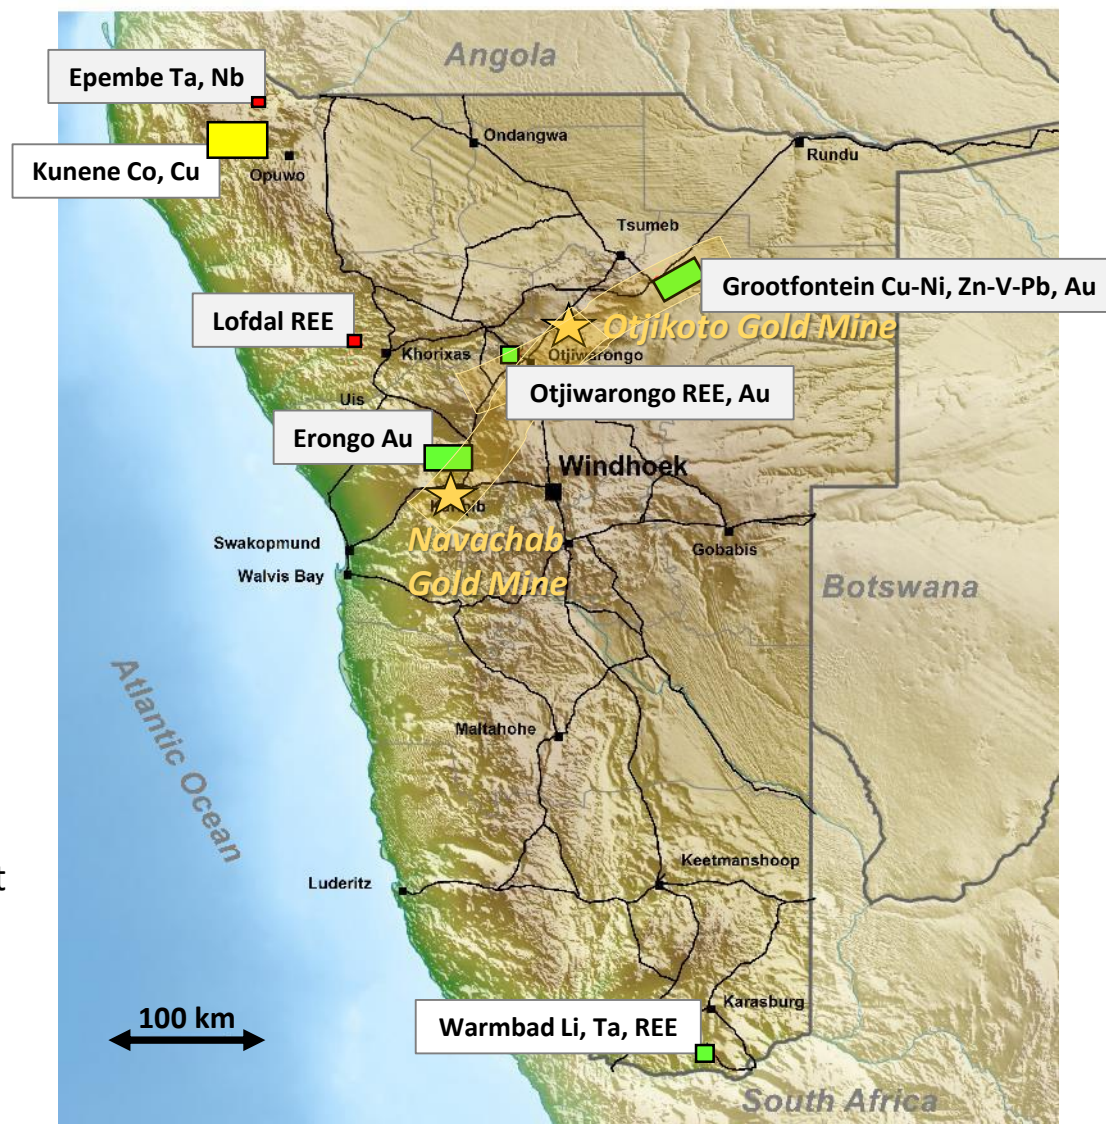 Angola
Epembe Ta, Nb
Ondangwa
Rundu
Kunene Co, Cu
Opuwo
Tsumeb
Grootfontein Cu-Ni, Zn-V-Pb, Au
Lofdal REE
Otjikoto Gold Mine
Khorixas
Otjiwarongo
Uis
Otjiwarongo REE, Au
Erongo Au
Windhoek
Swakopmund
Navachab
Gold Mine
Gobabis
Walvis Bay
Botswana
Atlantic Ocean
Maltahohe
Keetmanshoop
Luderitz
t
100 km
Karasburg
Warmbad Li, Ta, REE
South Africa